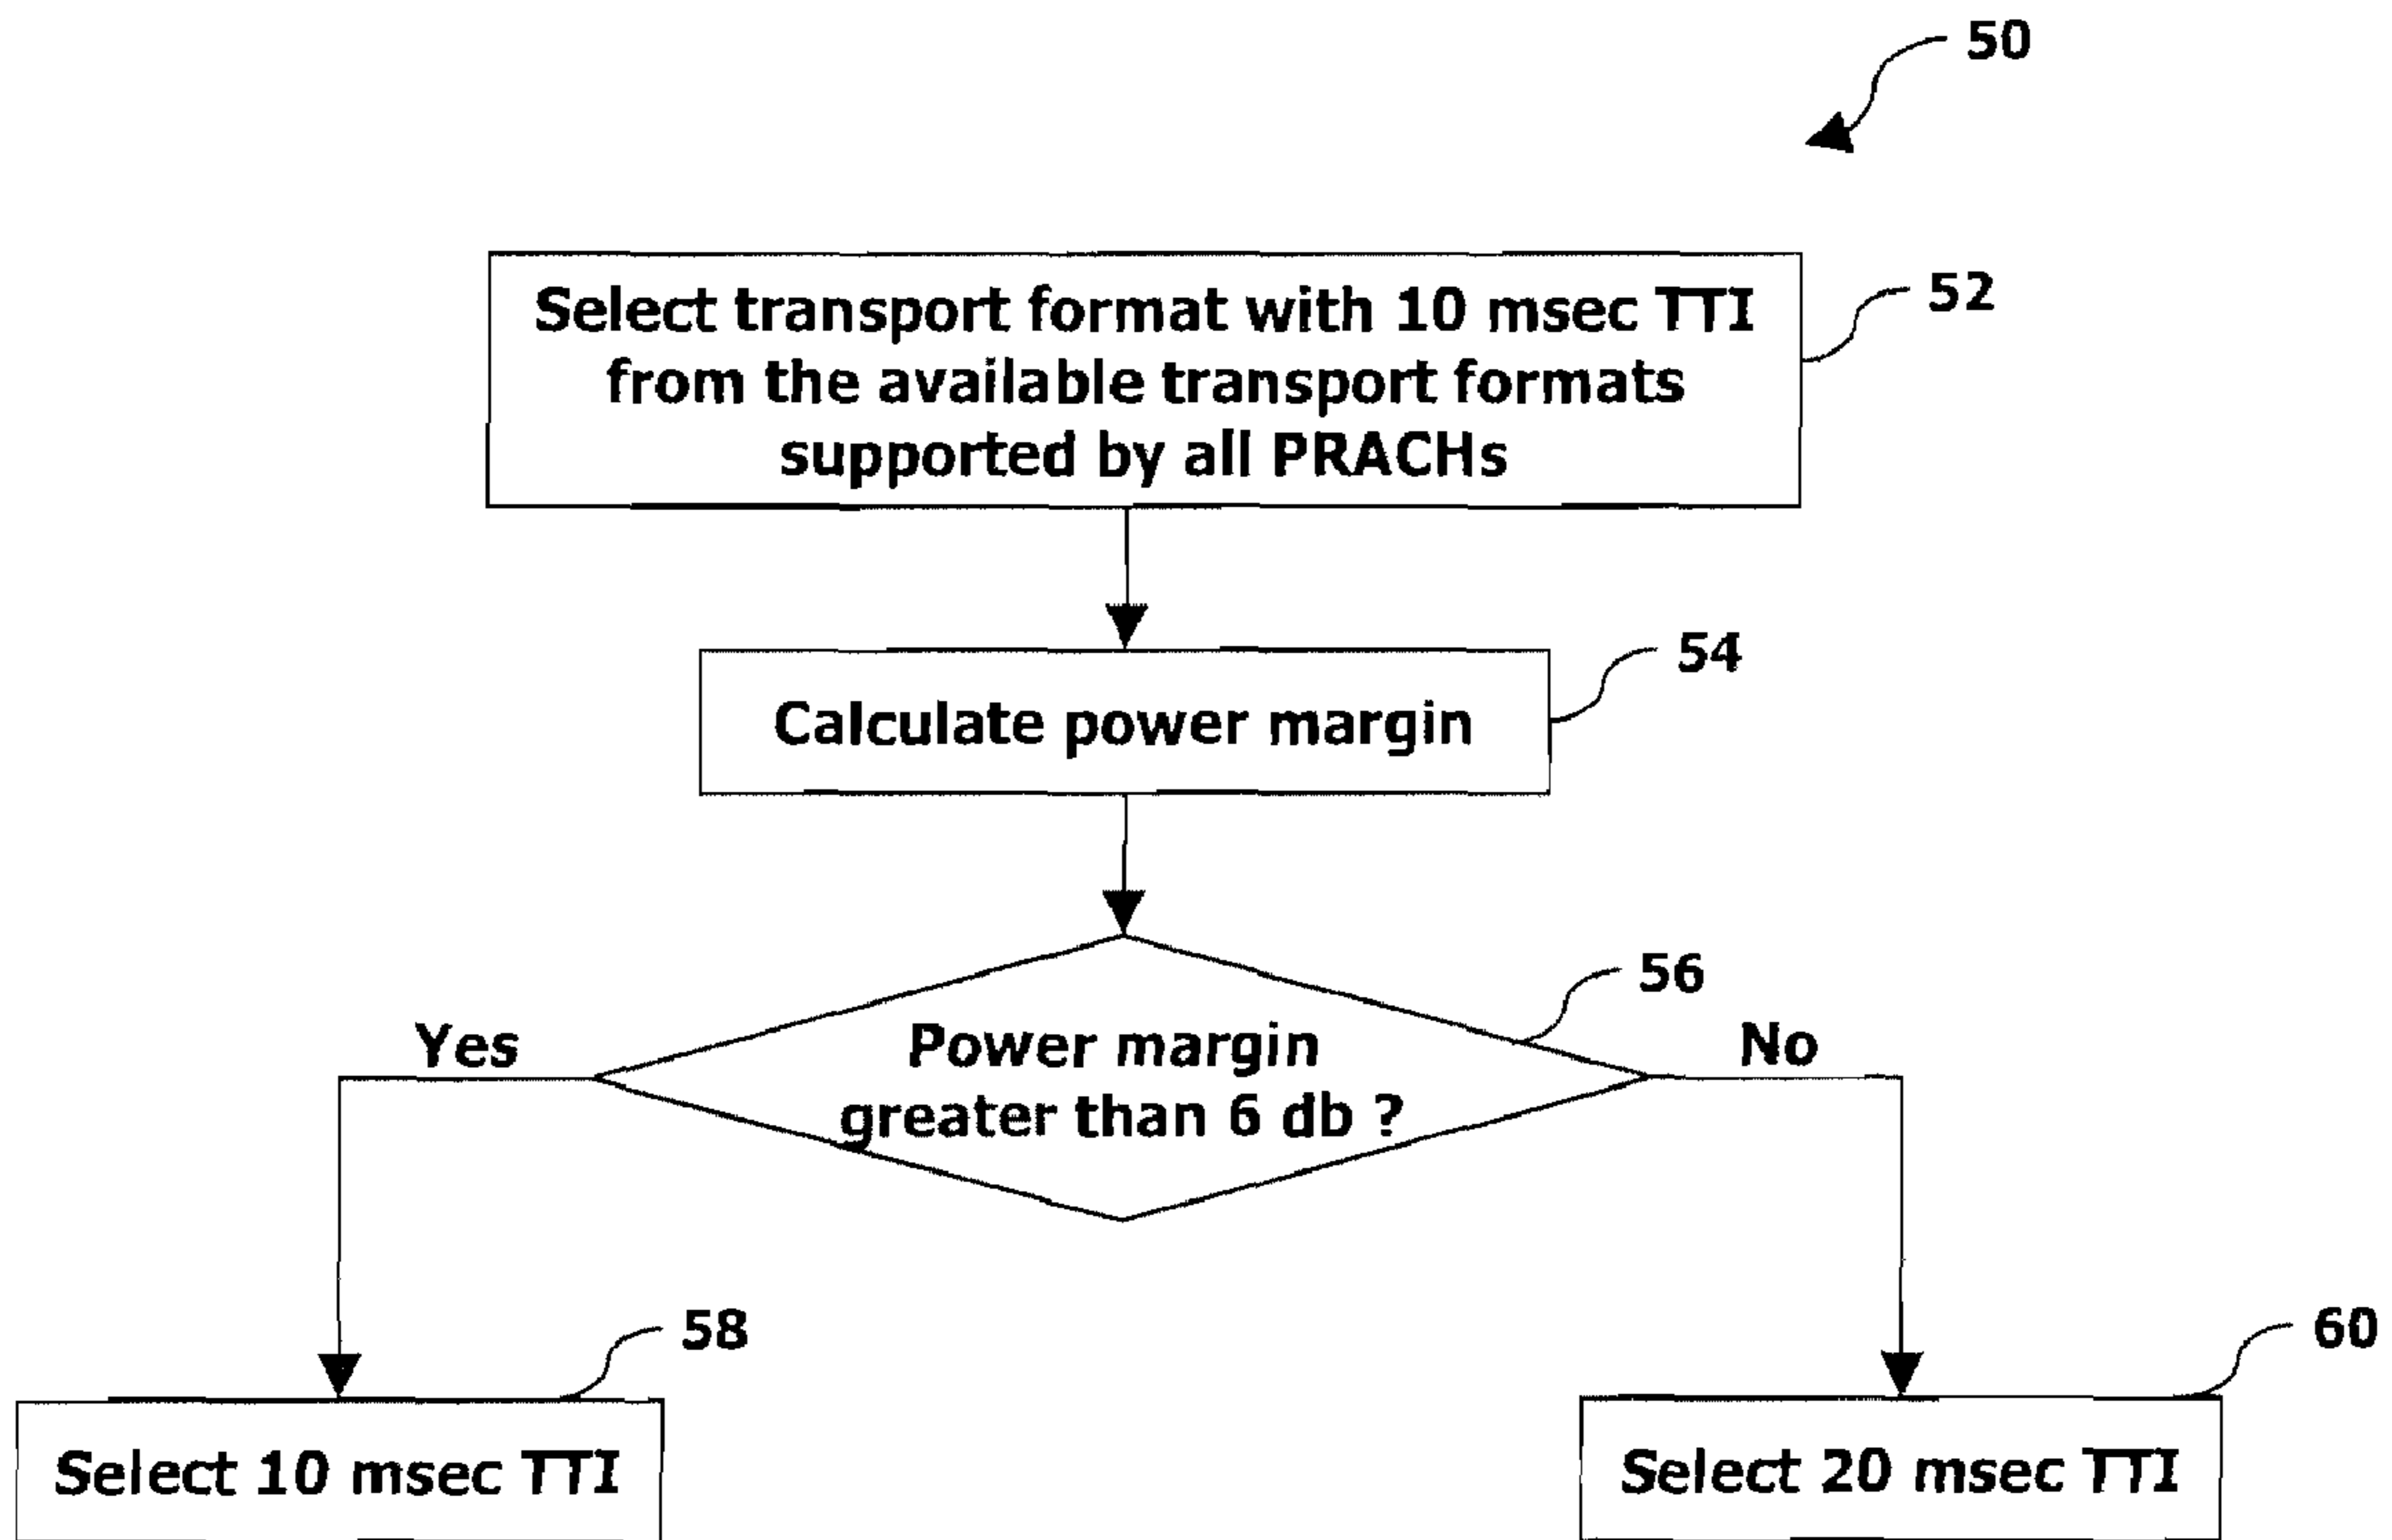 50
Select transport format with 10 msec TTI
from the available transport formats
supported by all PRACHs
52
Calculate power margin
54
56
Yes
Power margin
greater than 6 db ?
No
58
60
Select 10 msec TTI
Select 20 msec TTI